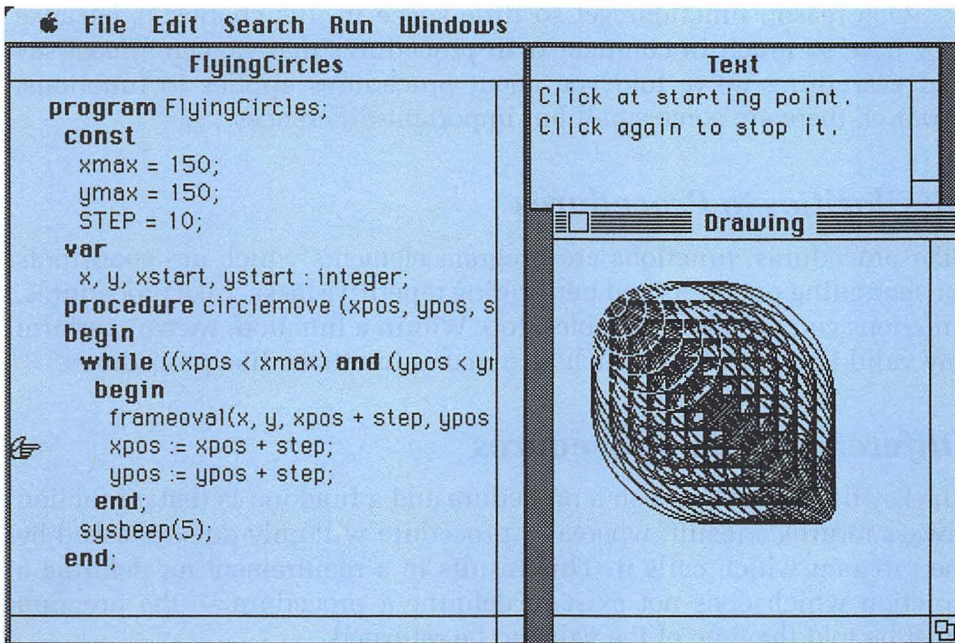 File Edit Search Run Windows
FlyingCircles
program FlyingCircles;
const
xmax = 150;
ymax = 150;
STEP = 10;
var
x, y, xstart, ystart : integer;
procedure circlemove (xpos, ypos, s
begin
while ((xpos < xmax) and (ypos < yr
begin
frameoval(x, y, xpos + step, ypos
xpos := xpos + step;
ypos := ypos + step;
end;
sysbeep(5);
end;
Text
Click at starting point.
Click again to stop it.
Drawing